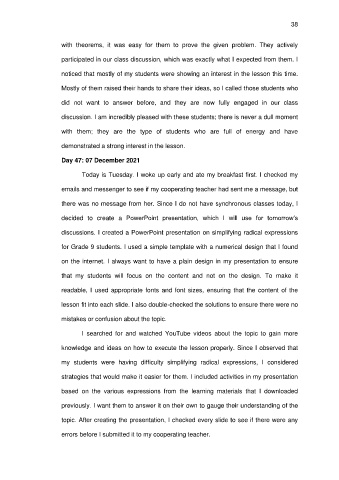 38
with theorems, it was easy for them to prove the given problem. They actively
participated in our class discussion, which was exactly what I expected from them. I
noticed that mostly of my students were showing an interest in the lesson this time.
Mostly of them raised their hands to share their ideas, so I called those students who
did not want to answer before, and they are now fully engaged in our class
discussion. I am incredibly pleased with these students; there is never a dull moment
with them; they are the type of students who are full of energy and have
demonstrated a strong interest in the lesson.
Day 47: 07 December 2021
Today is Tuesday. I woke up early and ate my breakfast first. I checked my
emails and messenger to see if my cooperating teacher had sent me a message, but
there was no message from her. Since I do not have synchronous classes today, I
decided to create a PowerPoint presentation, which I will use for tomorrow's
discussions. I created a PowerPoint presentation on simplifying radical expressions
for Grade 9 students. I used a simple template with a numerical design that I found
on the internet. I always want to have a plain design in my presentation to ensure
that my students will focus on the content and not on the design. To make it
readable, I used appropriate fonts and font sizes, ensuring that the content of the
lesson fit into each slide. I also double-checked the solutions to ensure there were no
mistakes or confusion about the topic.
I searched for and watched YouTube videos about the topic to gain more
knowledge and ideas on how to execute the lesson properly. Since I observed that
my students were having difficulty simplifying radical expressions, I considered
strategies that would make it easier for them. I included activities in my presentation
based on the various expressions from the learning materials that I downloaded
previously. I want them to answer it on their own to gauge their understanding of the
topic. After creating the presentation, I checked every slide to see if there were any
errors before I submitted it to my cooperating teacher.